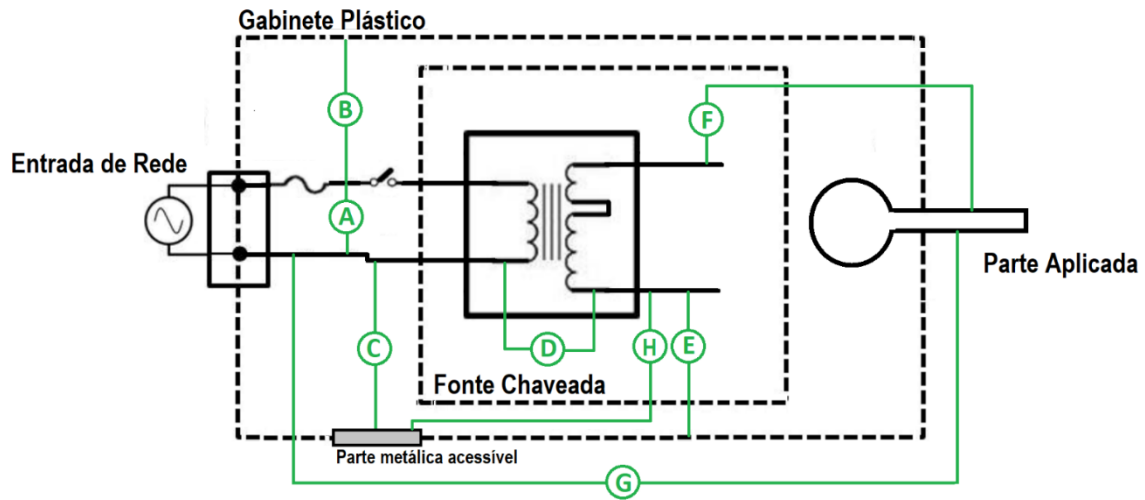 Gabinete Plástico
B
F
Entrada de Rede
A
Parte Aplicada
C
D
H
E
Fonte Chaveada
Parte metálica acessível
G